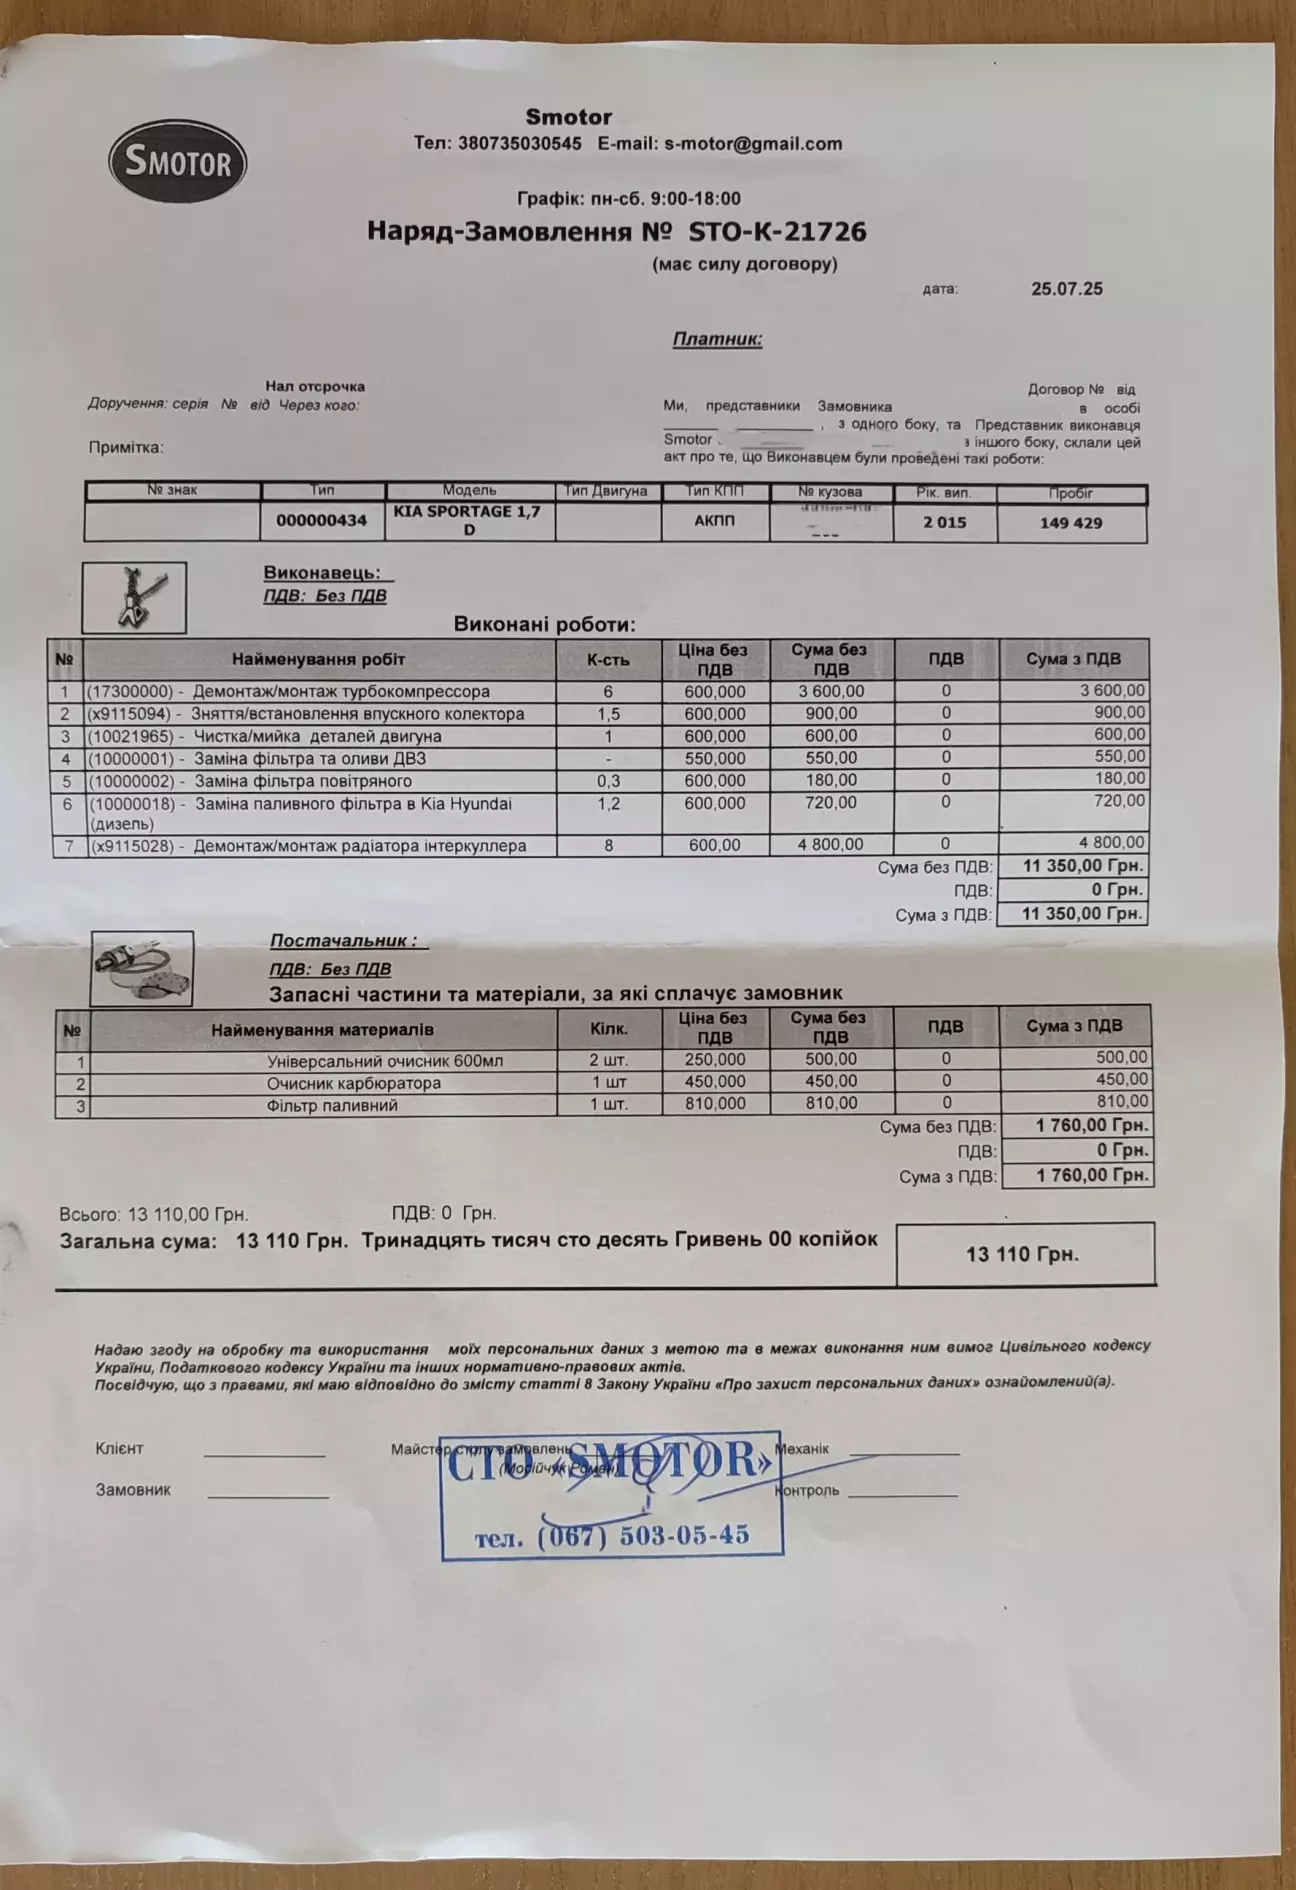 SMOTOR
Smotor
Тел: 380735030545 E-mail: s-motor@gmail.com
Графік: пн-сб. 9:00-18:00
Наряд-Замовлення № STO-K-21726
(має силу договору)
дата: 25.07.25
Платник:
Нал отсрочка
Доручення: серія № від Через кого:
Примітка:
Договор № від
Ми, представники Замовника в особі
, з одного боку, та Представник виконавця
Smotor з іншого боку, склали цей
акт про те, що Виконавцем були проведені такі роботи:
№ знак Тип Модель Тип Двигуна Тип КПП № кузова Рік. вип. Пробіг
000000434 KIA SPORTAGE 1,7 D АКПП 2 015 149 429
Виконавець:
ПДВ: Без ПДВ
Виконані роботи:
№ Найменування робіт К-сть Ціна без ПДВ Сума без ПДВ ПДВ Сума з ПДВ
1 (17300000) - Демонтаж/монтаж турбокомпрессора 6 600,000 3 600,00 0 3 600,00
2 (x9115094) - Зняття/встановлення впускного колектора 1,5 600,000 900,00 0 900,00
3 (10021965) - Чистка/мийка деталей двигуна 1 600,000 600,00 0 600,00
4 (10000001) - Заміна фільтра та оливи ДВЗ - 550,000 550,00 0 550,00
5 (10000002) - Заміна фільтра повітряного 0,3 600,000 180,00 0 180,00
6 (10000018) - Заміна паливного фільтра в Kia Hyundai (дизель) 1,2 600,000 720,00 0 720,00
7 (x9115028) - Демонтаж/монтаж радіатора інтеркуллера 8 600,00 4 800,00 0 4 800,00
Сума без ПДВ: 11 350,00 Грн.
ПДВ: 0 Грн.
Сума з ПДВ: 11 350,00 Грн.
Постачальник :
ПДВ: Без ПДВ
Запасні частини та матеріали, за які сплачує замовник
№ Найменування материалів Кілк. Ціна без ПДВ Сума без ПДВ ПДВ Сума з ПДВ
1 Універсальний очисник 600мл 2 шт. 250,000 500,00 0 500,00
2 Очисник карбюратора 1 шт 450,000 450,00 0 450,00
3 Фільтр паливний 1 шт. 810,000 810,00 0 810,00
Сума без ПДВ: 1 760,00 Грн.
ПДВ: 0 Грн.
Сума з ПДВ: 1 760,00 Грн.
Всього: 13 110,00 Грн. ПДВ: 0 Грн.
Загальна сума: 13 110 Грн. Тринадцять тисяч сто десять Гривень 00 копійок 13 110 Грн.
Надаю згоду на обробку та використання моїх персональних даних з метою та в межах виконання ним вимог Цивільного кодексу
України, Податкового кодексу України та інших нормативно-правових актів.
Посвідчую, що з правами, які маю відповідно до змісту статті 8 Закону України «Про захист персональних даних» ознайомлений(а).
Клієнт Майстер столу замовлень Механік
Замовник Контроль
СТО «SMOTOR»
тел. (067) 503-05-45